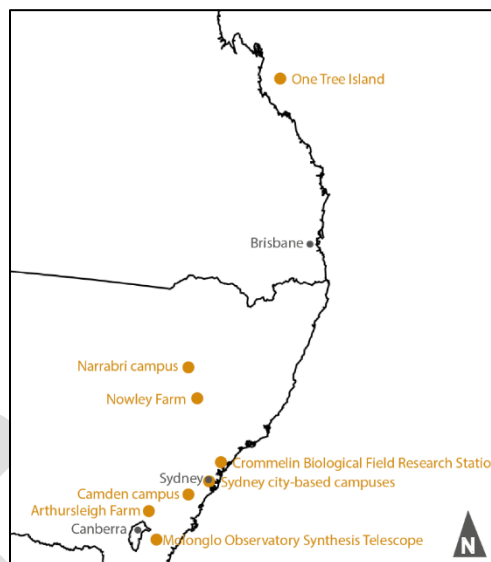 One Tree Island
Brisbane
Narrabri campus
Nowley Farm
Crommelin Biological Field Research Statio
Sydney
Sydney city-based campuses
Camden campus
Arthursleigh Farm
Canberra
Molonglo Observatory Synthesis Telescope
N